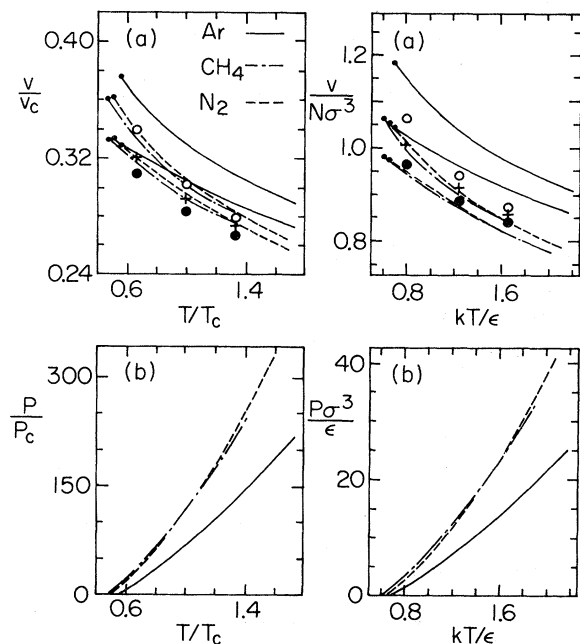 0.40
(a)
Ar
CH4
N2
v/vc
0.32
0.24
0.6
1.4
T/Tc
(a)
1.2
v/Nσ³
1.0
0.8
0.8
1.6
kT/ε
300
(b)
P/Pc
150
0
0.6
1.4
T/Tc
40
(b)
Pσ³/ε
20
0
0.8
1.6
kT/ε